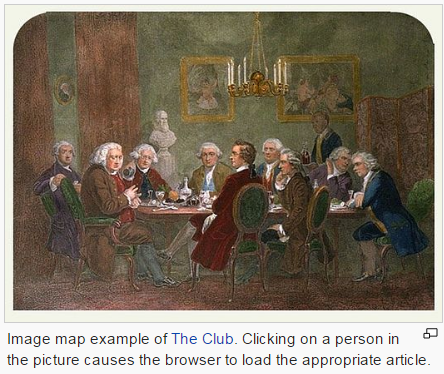 Image map example of The Club. Clicking on a person in
the picture causes the browser to load the appropriate article.